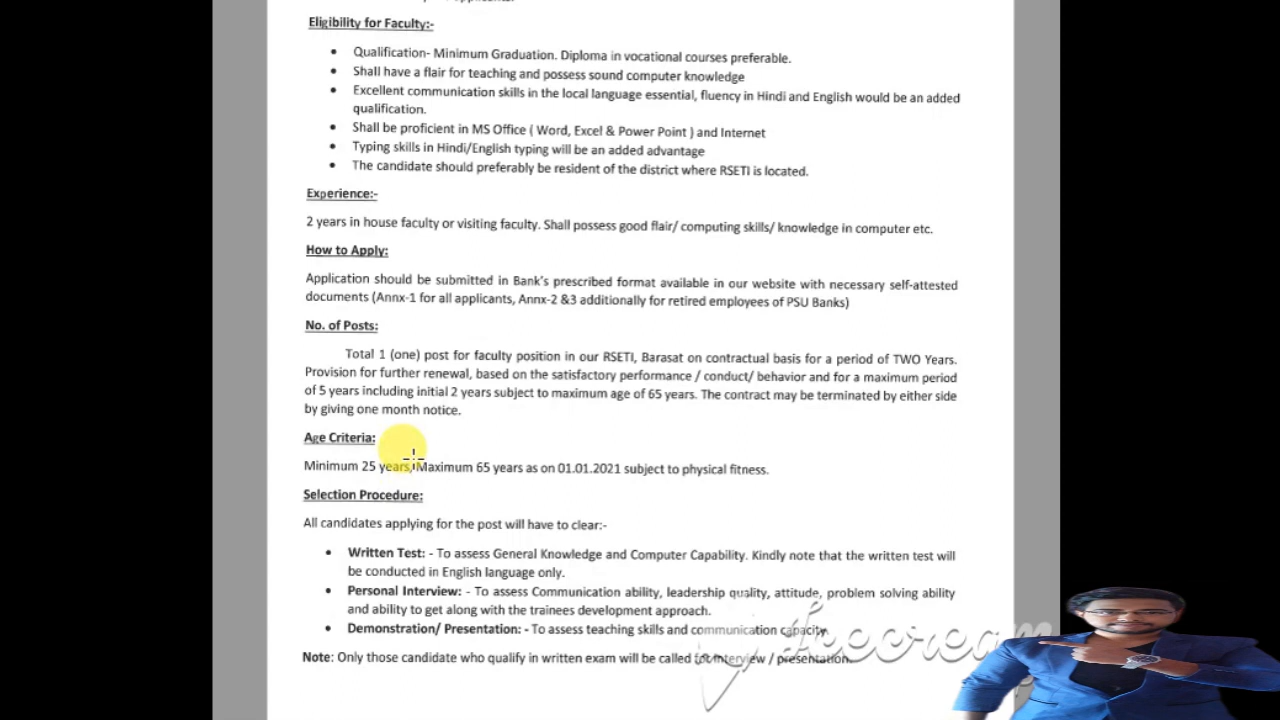 Eligibility for Faculty:-
• Qualification- Minimum Graduation. Diploma in vocational courses preferable.
• Shall have a flair for teaching and possess sound computer knowledge
• Excellent communication skills in the local language essential, fluency in Hindi and English would be an added
qualification.
• Shall be proficient in MS Office ( Word, Excel & Power Point ) and Internet
• Typing skills in Hindi/English typing will be an added advantage
• The candidate should preferably be resident of the district where RSETI is located.
Experience:-
2 years in house faculty or visiting faculty. Shall possess good flair/ computing skills/ knowledge in computer etc.
How to Apply:
Application should be submitted in Bank's prescribed format available in our website with necessary self-attested
documents (Annx-1 for all applicants, Annx-2 &3 additionally for retired employees of PSU Banks)
No. of Posts:
Total 1 (one) post for faculty position in our RSETI, Barasat on contractual basis for a period of TWO Years.
Provision for further renewal, based on the satisfactory performance / conduct/ behavior and for a maximum period
of 5 years including initial 2 years subject to maximum age of 65 years. The contract may be terminated by either side
by giving one month notice.
Age Criteria:
Minimum 25 years, Maximum 65 years as on 01.01.2021 subject to physical fitness.
Selection Procedure:
All candidates applying for the post will have to clear:-
• Written Test: - To assess General Knowledge and Computer Capability. Kindly note that the written test will
be conducted in English language only.
• Personal Interview: - To assess Communication ability, leadership quality, attitude, problem solving ability
and ability to get along with the trainees development approach.
• Demonstration/ Presentation: - To assess teaching skills and communication capacity.
Note: Only those candidate who qualify in written exam will be called for interview / presentation.